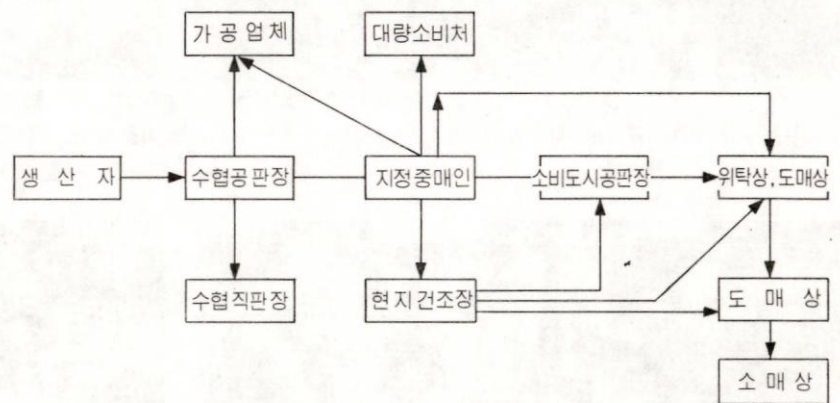 가공업체
대량소비처
생산자
수협공판장
지정중매인
소비도시공판장
위탁상,도매상
수협직판장
현지건조장
도매상
소매상